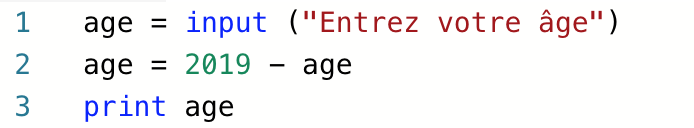 1 age = input ("Entrez votre âge")
2 age = 2019 - age
3 print age